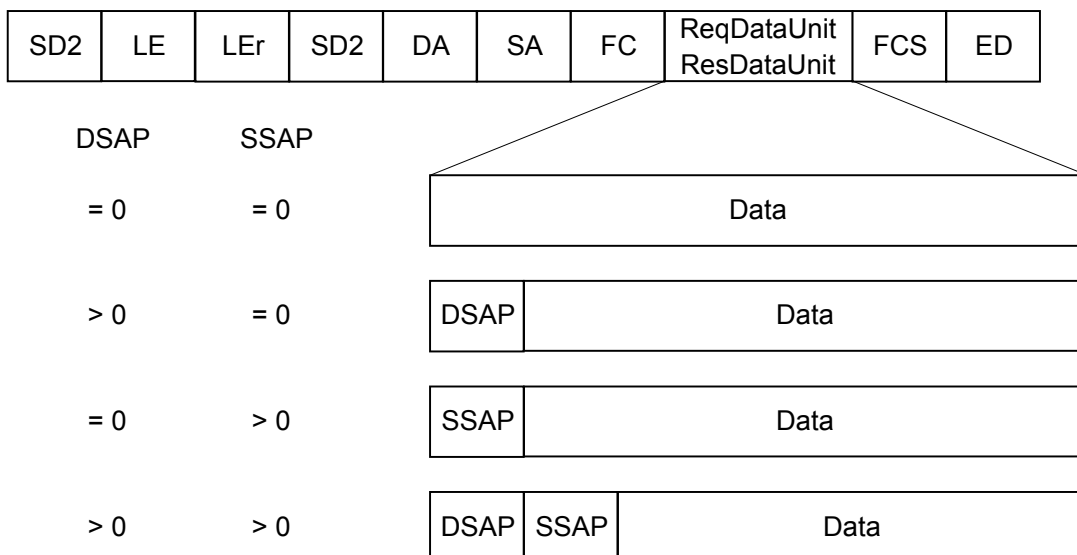 SD2 LE LEr SD2 DA SA FC ReqDataUnit FCS ED
ResDataUnit
DSAP SSAP
= 0 = 0 Data
> 0 = 0 DSAP Data
= 0 > 0 SSAP Data
> 0 > 0 DSAP SSAP Data